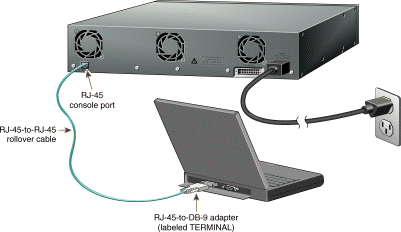 RJ-45
console port
RJ-45-to-RJ-45
rollover cable
RJ-45-to-DB-9 adapter
(labeled TERMINAL)